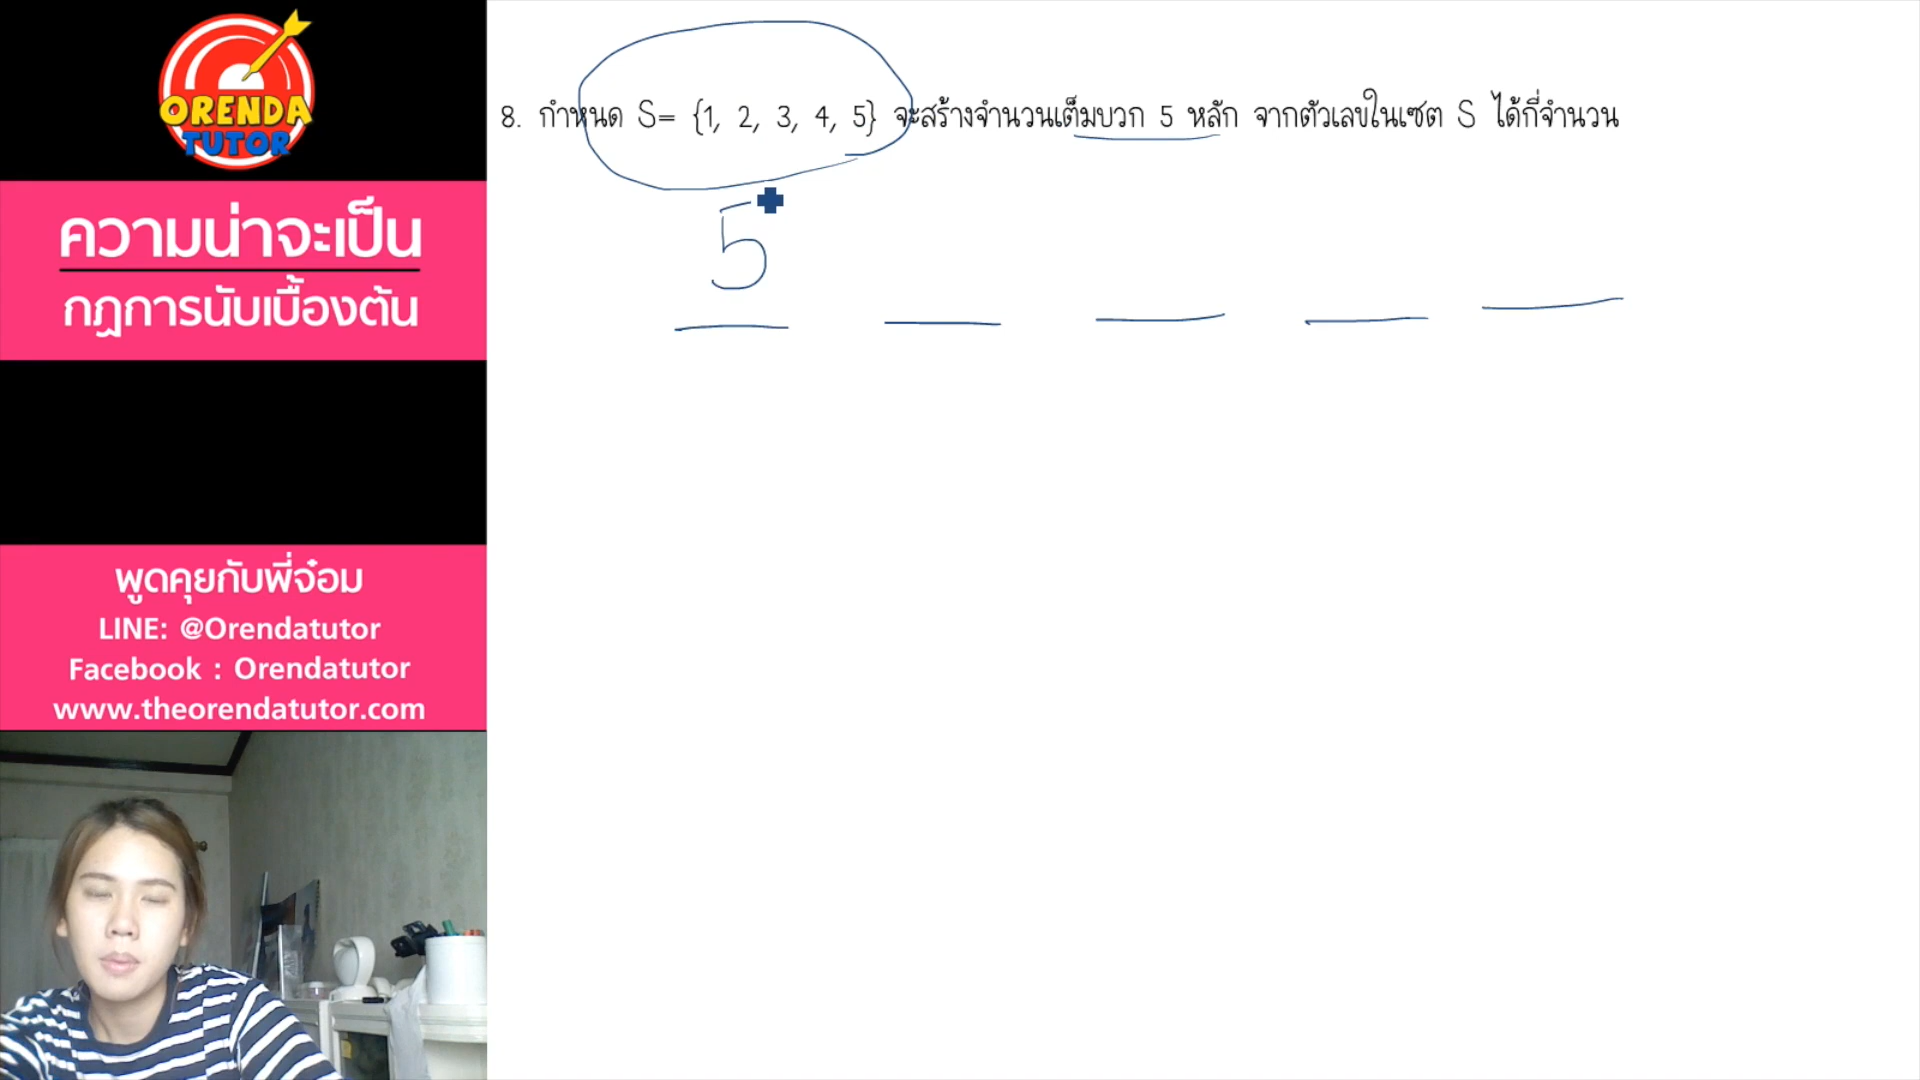 ORENDA
TUTOR
ความน่าจะเป็น
กฎการนับเบื้องต้น
พูดคุยกับพี่จ๋อม
LINE: @Orendatutor
Facebook : Orendatutor
www.theorendatutor.com
8. กำหนด S= {1, 2, 3, 4, 5} จะสร้างจำนวนเต็มบวก 5 หลัก จากตัวเลขในเซต S ได้กี่จำนวน
5